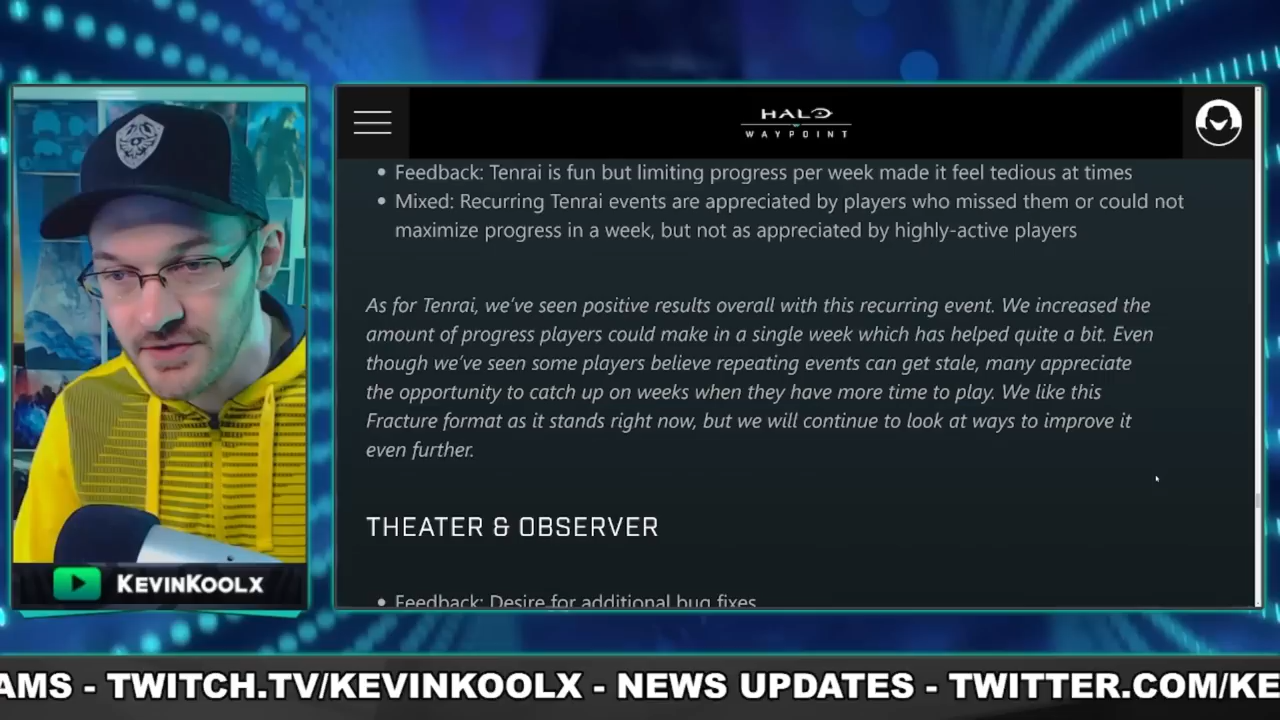 HALO
WAYPOINT
• Feedback: Tenrai is fun but limiting progress per week made it feel tedious at times
• Mixed: Recurring Tenrai events are appreciated by players who missed them or could not
maximize progress in a week, but not as appreciated by highly-active players
As for Tenrai, we’ve seen positive results overall with this recurring event. We increased the
amount of progress players could make in a single week which has helped quite a bit. Even
though we’ve seen some players believe repeating events can get stale, many appreciate
the opportunity to catch up on weeks when they have more time to play. We like this
Fracture format as it stands right now, but we will continue to look at ways to improve it
even further.
THEATER & OBSERVER
• Feedback: Desire for additional bug fixes
KEVINKOOLX
AMS - TWITCH.TV/KEVINKOOLX - NEWS UPDATES - TWITTER.COM/KE